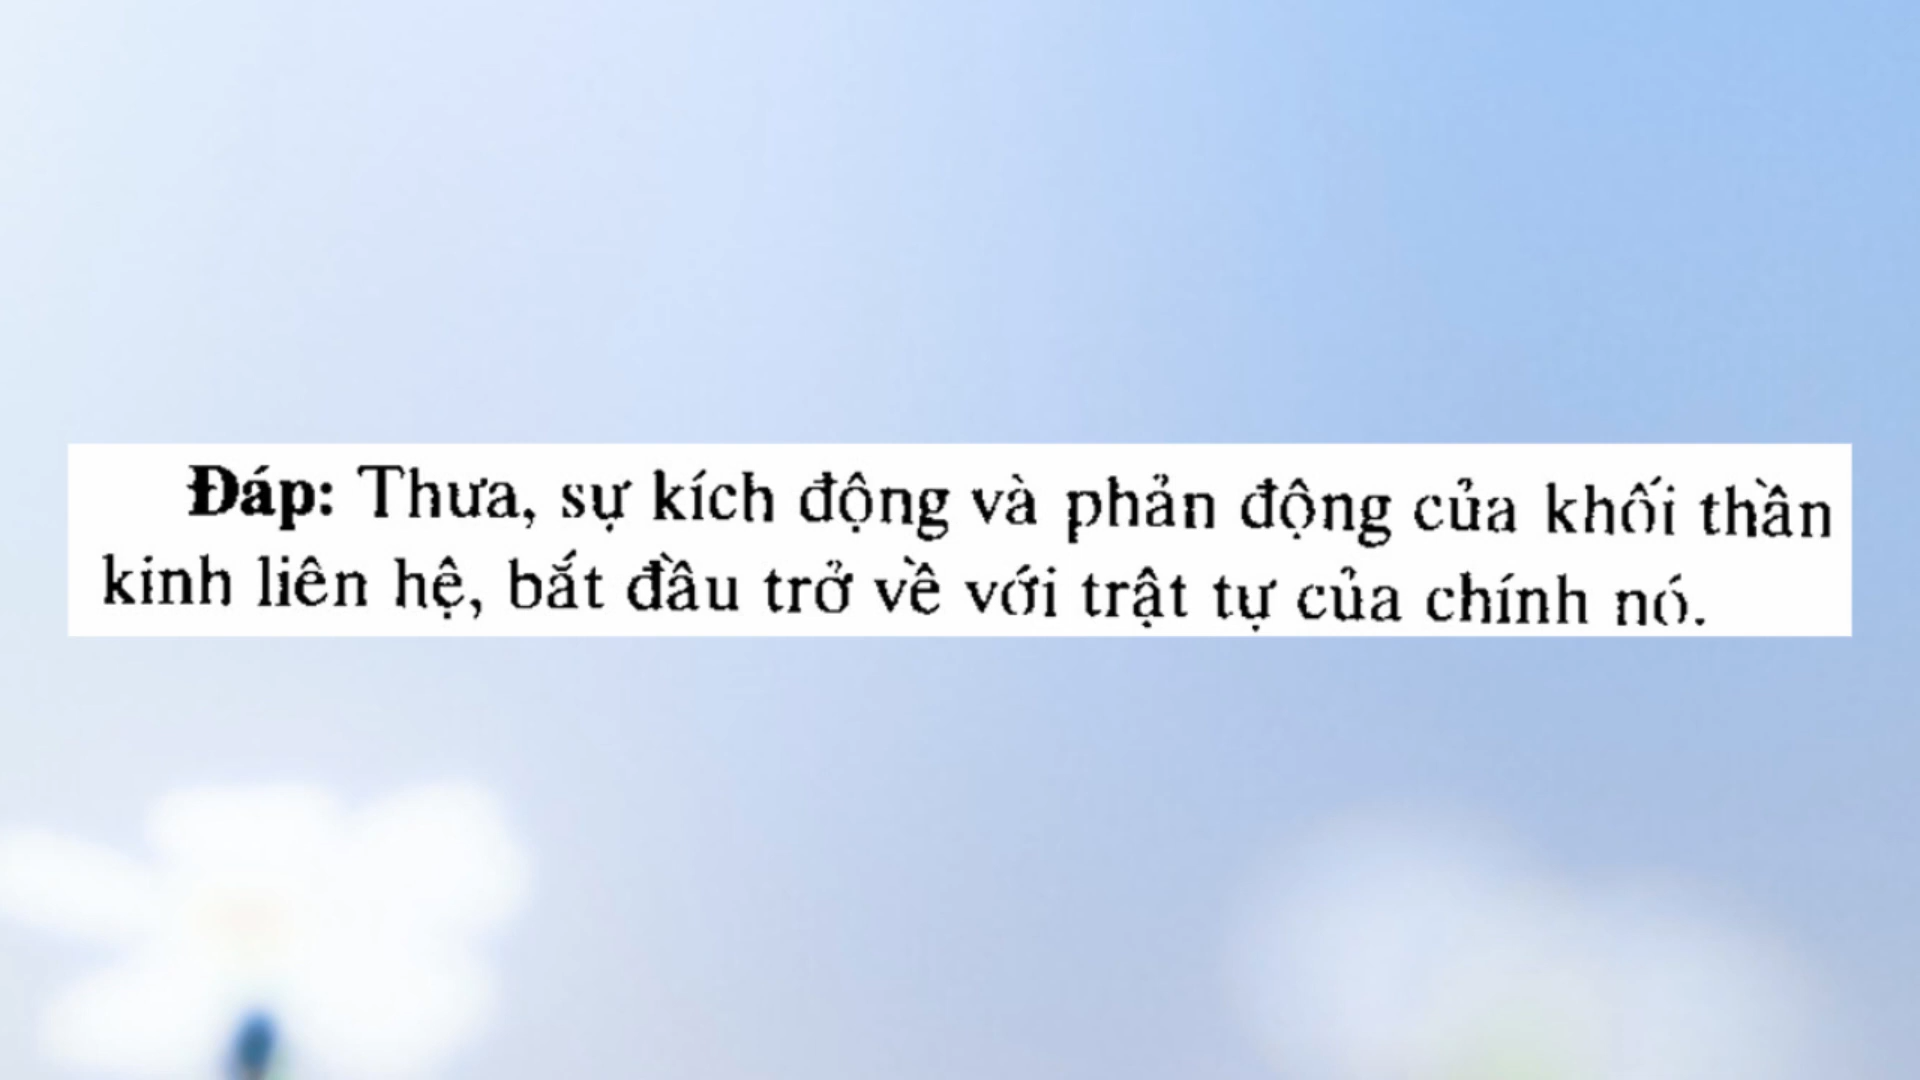 Đáp: Thưa, sự kích động và phản động của khối thần
kinh liên hệ, bắt đầu trở về với trật tự của chính nó.